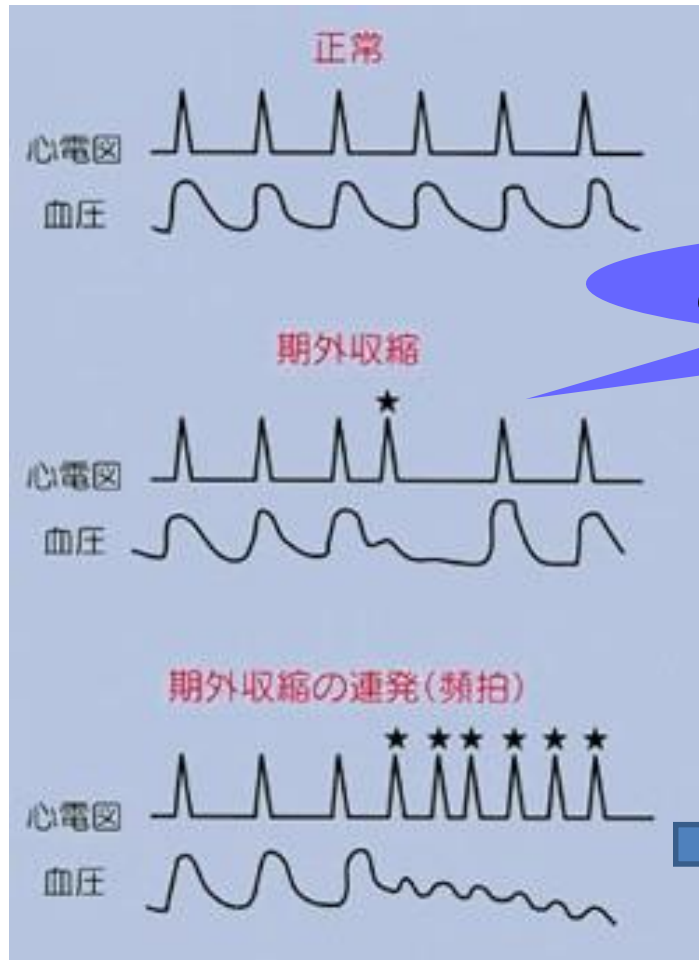 正常
心電図
血圧
期外収縮
★
心電図
血圧
期外収縮の連発(頻拍)
★ ★ ★ ★ ★ ★
心電図
血圧